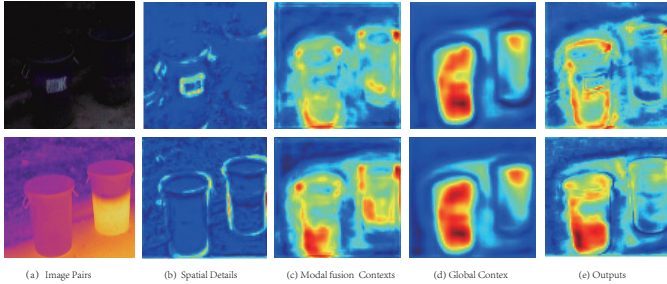 (a) Image Pairs
(b) Spatial Details
(c) Modal fusion Contexts
(d) Global Contex
(e) Outputs